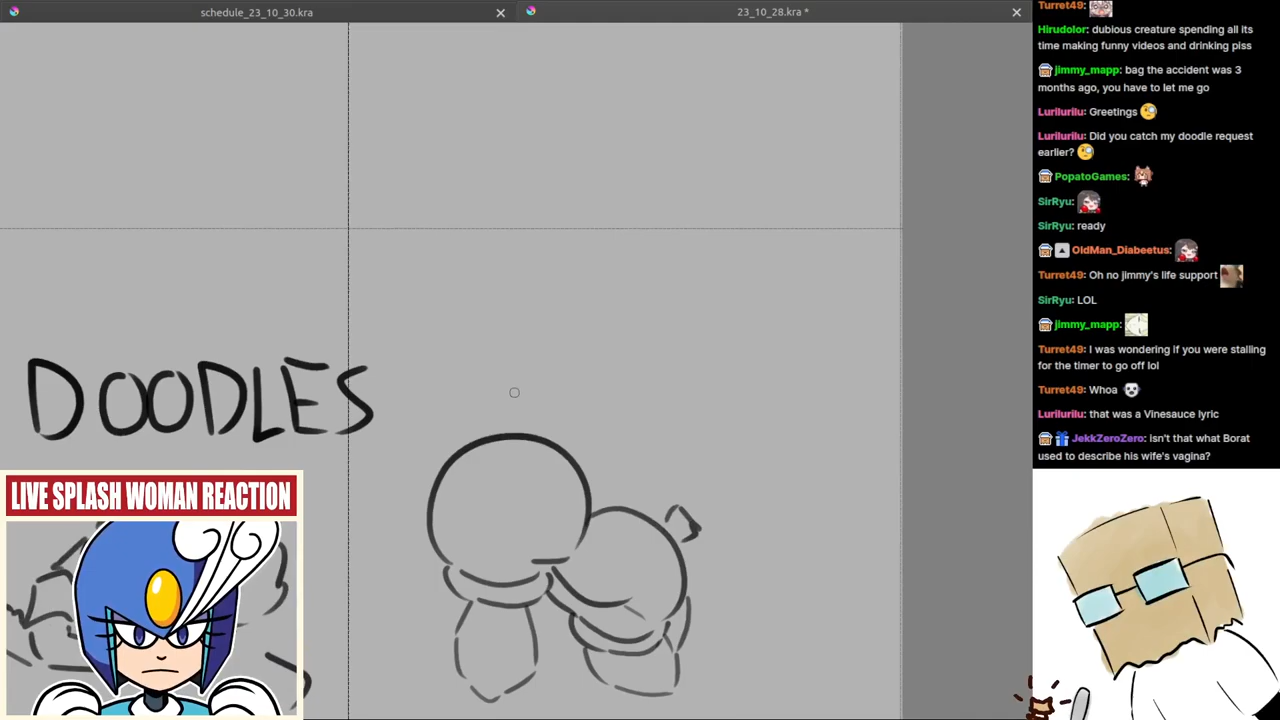 schedule_23_10_30.kra
23_10_28.kra *
DOODLES
LIVE SPLASH WOMAN REACTION
Turret49:
Hirudolor: dubious creature spending all its
time making funny videos and drinking piss
jimmy_mapp: bag the accident was 3
months ago, you have to let me go
Lurilurilu: Greetings
Lurilurilu: Did you catch my doodle request
earlier?
PopatoGames:
SirRyu:
SirRyu: ready
OldMan_Diabeetus:
Turret49: Oh no jimmy's life support
SirRyu: LOL
jimmy_mapp:
Turret49: I was wondering if you were stalling
for the timer to go off lol
Turret49: Whoa
Lurilurilu: that was a Vinesauce lyric
JekkZeroZero: isn't that what Borat
used to describe his wife's vagina?